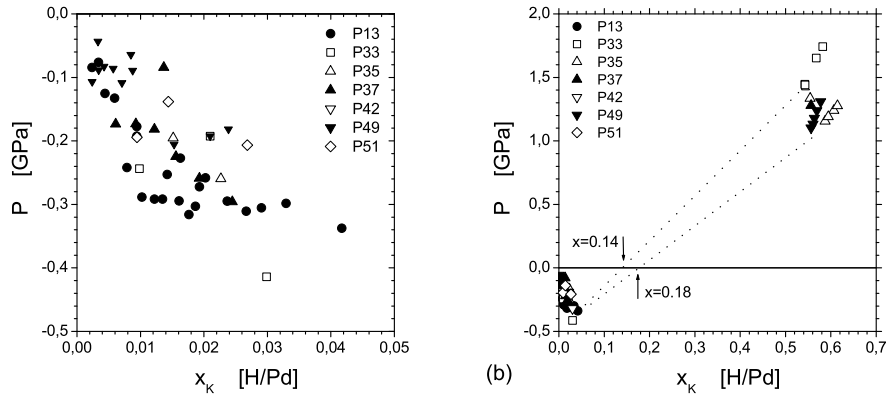 0,0
-0,1
-0,2
-0,3
-0,4
-0,5
0,00
0,01
0,02
0,03
0,04
0,05
P [GPa]
x_K [H/Pd]
P13
P33
P35
P37
P42
P49
P51
(b)
2,0
1,5
1,0
0,5
0,0
-0,5
0,0
0,1
0,2
0,3
0,4
0,5
0,6
0,7
P [GPa]
x_K [H/Pd]
P13
P33
P35
P37
P42
P49
P51
x=0.14
x=0.18